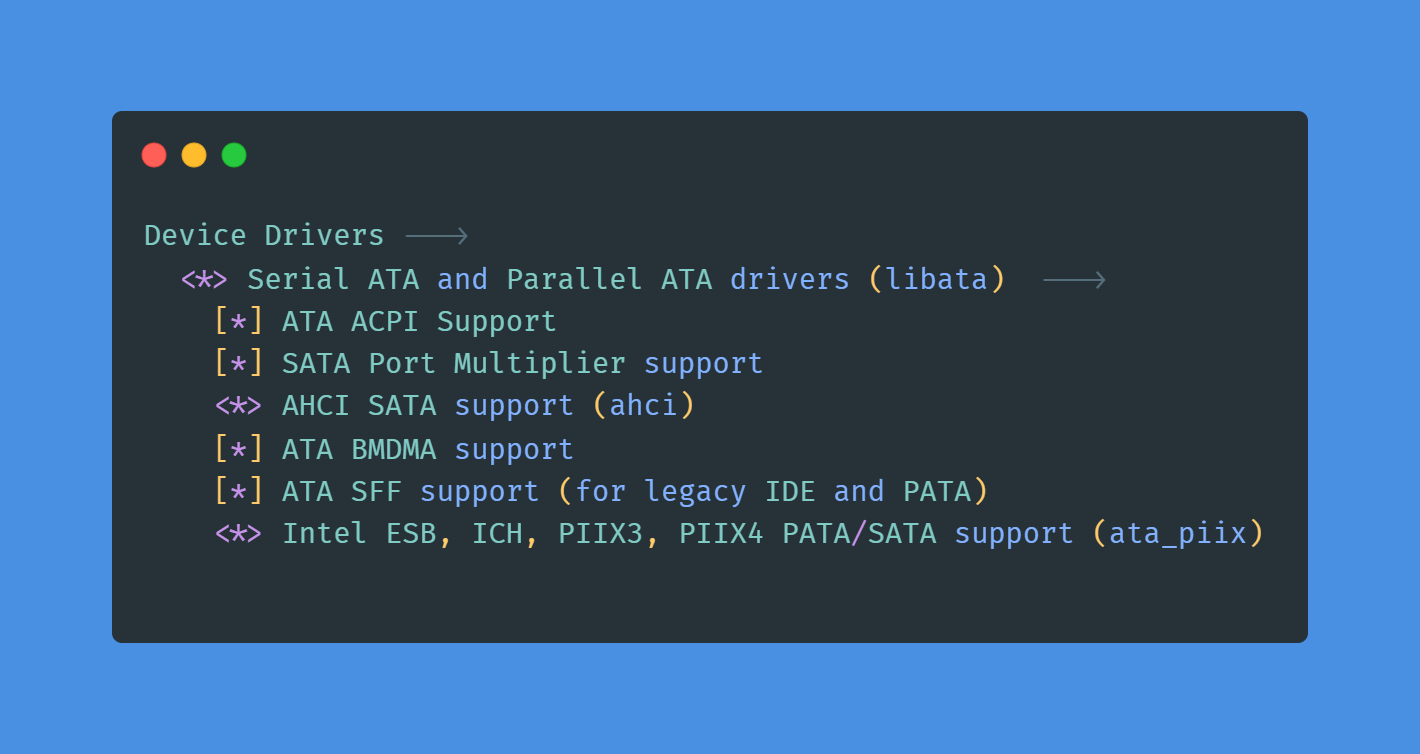 Device Drivers --->
<*> Serial ATA and Parallel ATA drivers (libata) --->
[*] ATA ACPI Support
[*] SATA Port Multiplier support
<*> AHCI SATA support (ahci)
[*] ATA BMDMA support
[*] ATA SFF support (for legacy IDE and PATA)
<*> Intel ESB, ICH, PIIX3, PIIX4 PATA/SATA support (ata_piix)